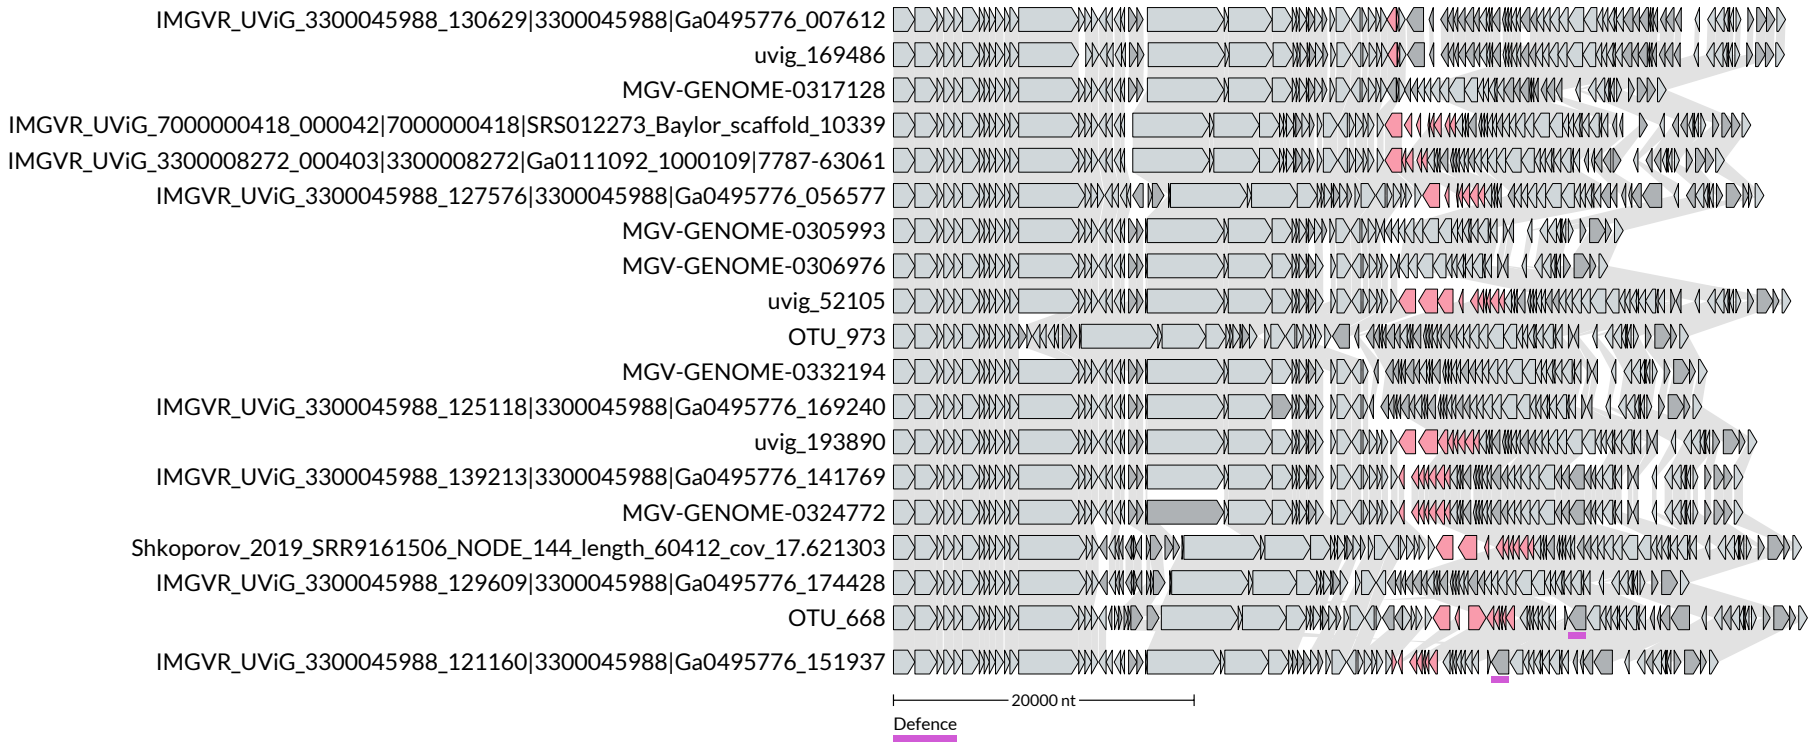 IMGVR_UViG_3300045988_130629|3300045988|Ga0495776_007612
uvig_169486
MGV-GENOME-0317128
IMGVR_UViG_7000000418_000042|7000000418|SRS012273_Baylor_scaffold_10339
IMGVR_UViG_3300008272_000403|3300008272|Ga0111092_1000109|7787-63061
IMGVR_UViG_3300045988_127576|3300045988|Ga0495776_056577
MGV-GENOME-0305993
MGV-GENOME-0306976
uvig_52105
OTU_973
MGV-GENOME-0332194
IMGVR_UViG_3300045988_125118|3300045988|Ga0495776_169240
uvig_193890
IMGVR_UViG_3300045988_139213|3300045988|Ga0495776_141769
MGV-GENOME-0324772
Shkoporov_2019_SRR9161506_NODE_144_length_60412_cov_17.621303
IMGVR_UViG_3300045988_129609|3300045988|Ga0495776_174428
OTU_668
IMGVR_UViG_3300045988_121160|3300045988|Ga0495776_151937
20000 nt
Defence